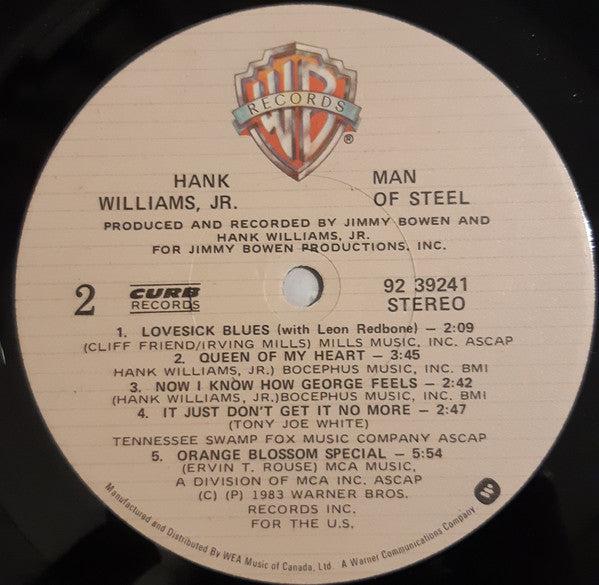 WB
RECORDS
®
HANK
WILLIAMS, JR.
MAN
OF STEEL
PRODUCED AND RECORDED BY JIMMY BOWEN AND
HANK WILLIAMS, JR.
FOR JIMMY BOWEN PRODUCTIONS, INC.
2
CURB
RECORDS
92 39241
STEREO
1. LOVESICK BLUES (with Leon Redbone) — 2:09
(CLIFF FRIEND/IRVING MILLS) MILLS MUSIC, INC. ASCAP
2. QUEEN OF MY HEART — 3:45
HANK WILLIAMS, JR.) BOCEPHUS MUSIC, INC. BMI
3. NOW I KNOW HOW GEORGE FEELS — 2:42
(HANK WILLIAMS, JR.)BOCEPHUS MUSIC, INC. BMI
4. IT JUST DON'T GET IT NO MORE — 2:47
(TONY JOE WHITE)
TENNESSEE SWAMP FOX MUSIC COMPANY ASCAP
5. ORANGE BLOSSOM SPECIAL — 5:54
(ERVIN T. ROUSE) MCA MUSIC,
A DIVISION OF MCA INC. ASCAP
(C) (P) 1983 WARNER BROS.
RECORDS INC.
FOR THE U.S.
Manufactured and Distributed By WEA Music of Canada, Ltd. A Warner Communications Company